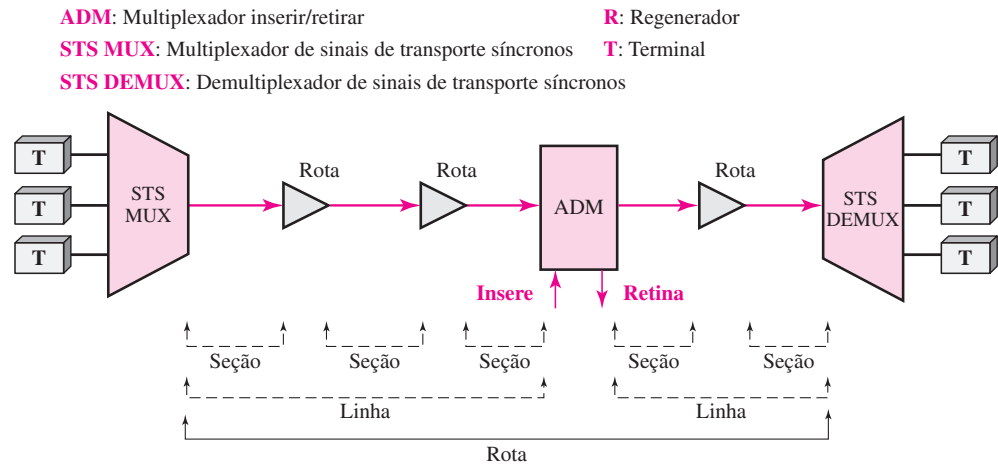 ADM: Multiplexador inserir/retirar
R: Regenerador
STS MUX: Multiplexador de sinais de transporte síncronos
T: Terminal
STS DEMUX: Demultiplexador de sinais de transporte síncronos
T
T
T
STS
MUX
Rota
Rota
ADM
Rota
STS
DEMUX
T
T
T
Insere
Retina
Seção
Seção
Seção
Seção
Seção
Linha
Linha
Rota